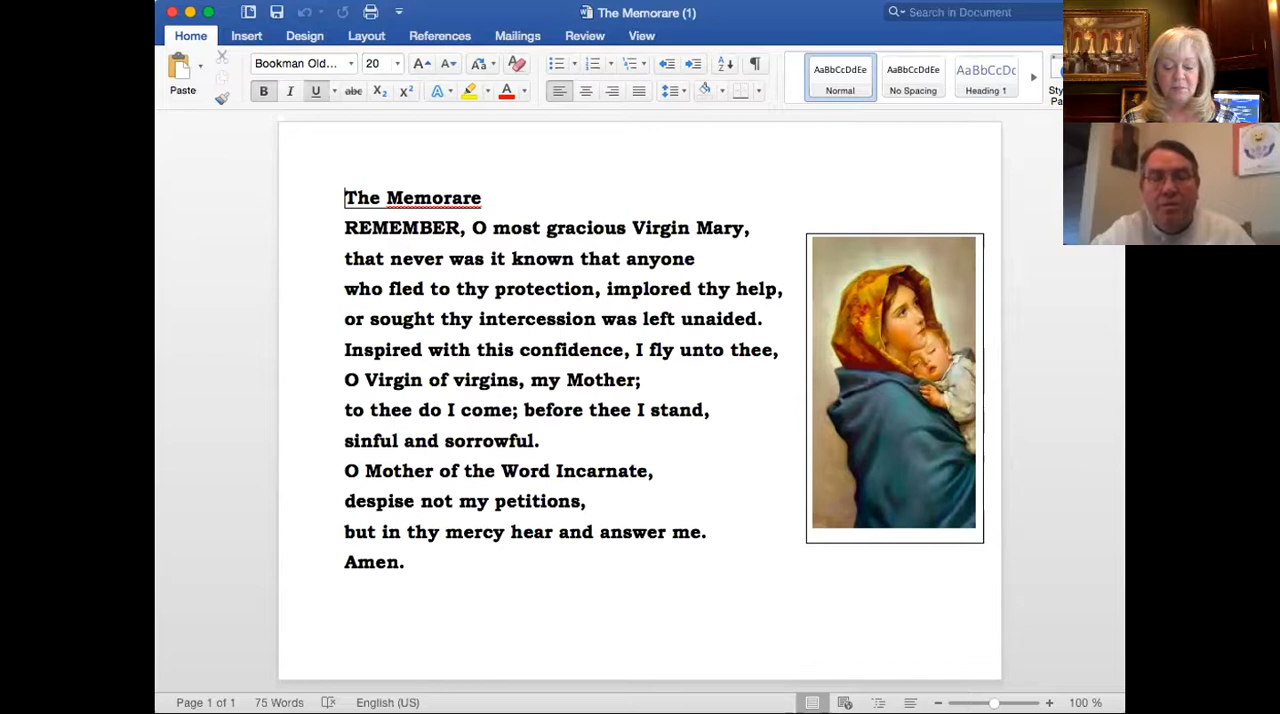 The Memorare (1)
Search in Document
Home Insert Design Layout References Mailings Review View
Paste
Bookman Old... 20
AaBbCcDdEe AaBbCcDdEe AaBbCcDc
Normal No Spacing Heading 1
The Memorare
REMEMBER, O most gracious Virgin Mary,
that never was it known that anyone
who fled to thy protection, implored thy help,
or sought thy intercession was left unaided.
Inspired with this confidence, I fly unto thee,
O Virgin of virgins, my Mother;
to thee do I come; before thee I stand,
sinful and sorrowful.
O Mother of the Word Incarnate,
despise not my petitions,
but in thy mercy hear and answer me.
Amen.
Page 1 of 1 75 Words English (US) 100 %